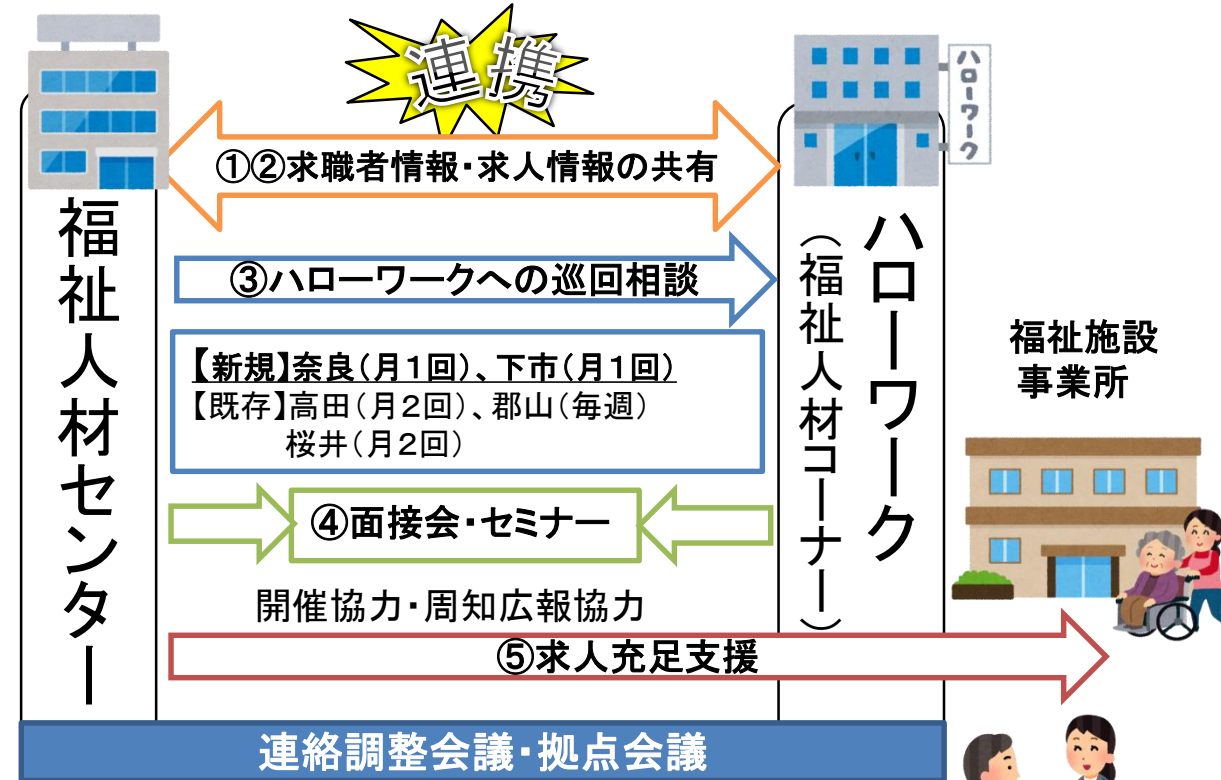 連携
ハローワーク
①②求職者情報・求人情報の共有
福祉人材センター
③ハローワークへの巡回相談
ハローワーク
（福祉人材コーナー）
【新規】奈良（月１回）、下市（月１回）
【既存】高田（月２回）、郡山（毎週）
桜井（月２回）
福祉施設
事業所
④面接会・セミナー
開催協力・周知広報協力
⑤求人充足支援
連絡調整会議・拠点会議